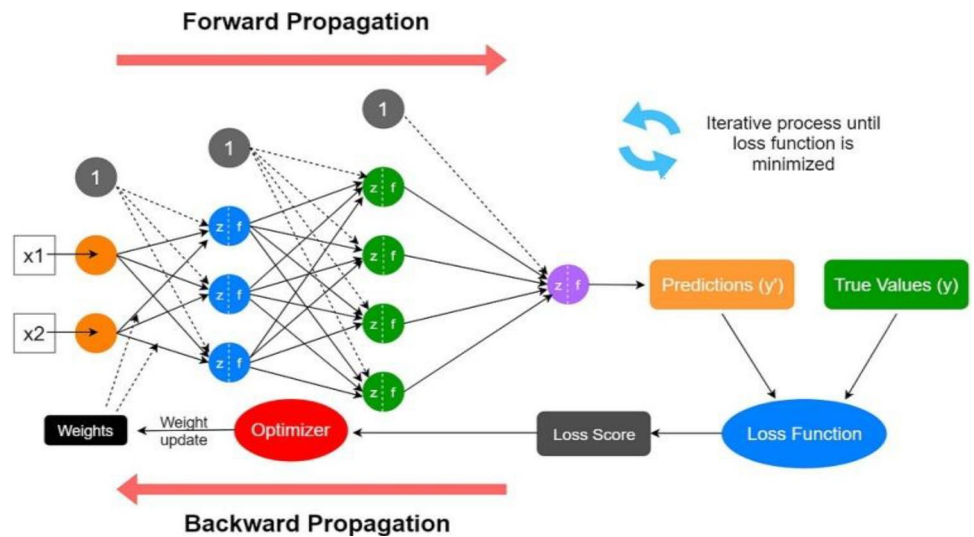 Forward Propagation
1
1
1
Iterative process until
loss function is
minimized
x1
x2
z f
z f
z f
z f
z f
z f
z f
z f
Predictions (y')
True Values (y)
Weights
Weight
update
Optimizer
Loss Score
Loss Function
Backward Propagation